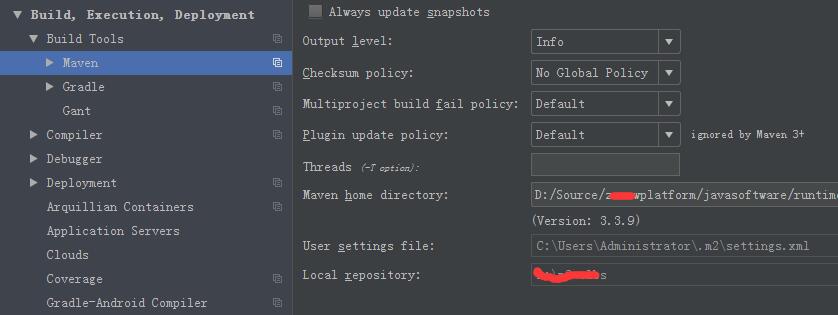 Build, Execution, Deployment
Build Tools
Maven
Gradle
Gant
Compiler
Debugger
Deployment
Arquillian Containers
Application Servers
Clouds
Coverage
Gradle-Android Compiler
Always update snapshots
Output level: Info
Checksum policy: No Global Policy
Multiproject build fail policy: Default
Plugin update policy: Default ignored by Maven 3+
Threads (-T option):
Maven home directory: D:/Source/z wplatform/javasoftware/runtime
(Version: 3.3.9)
User settings file: C:\Users\Administrator\.m2\settings.xml
Local repository: